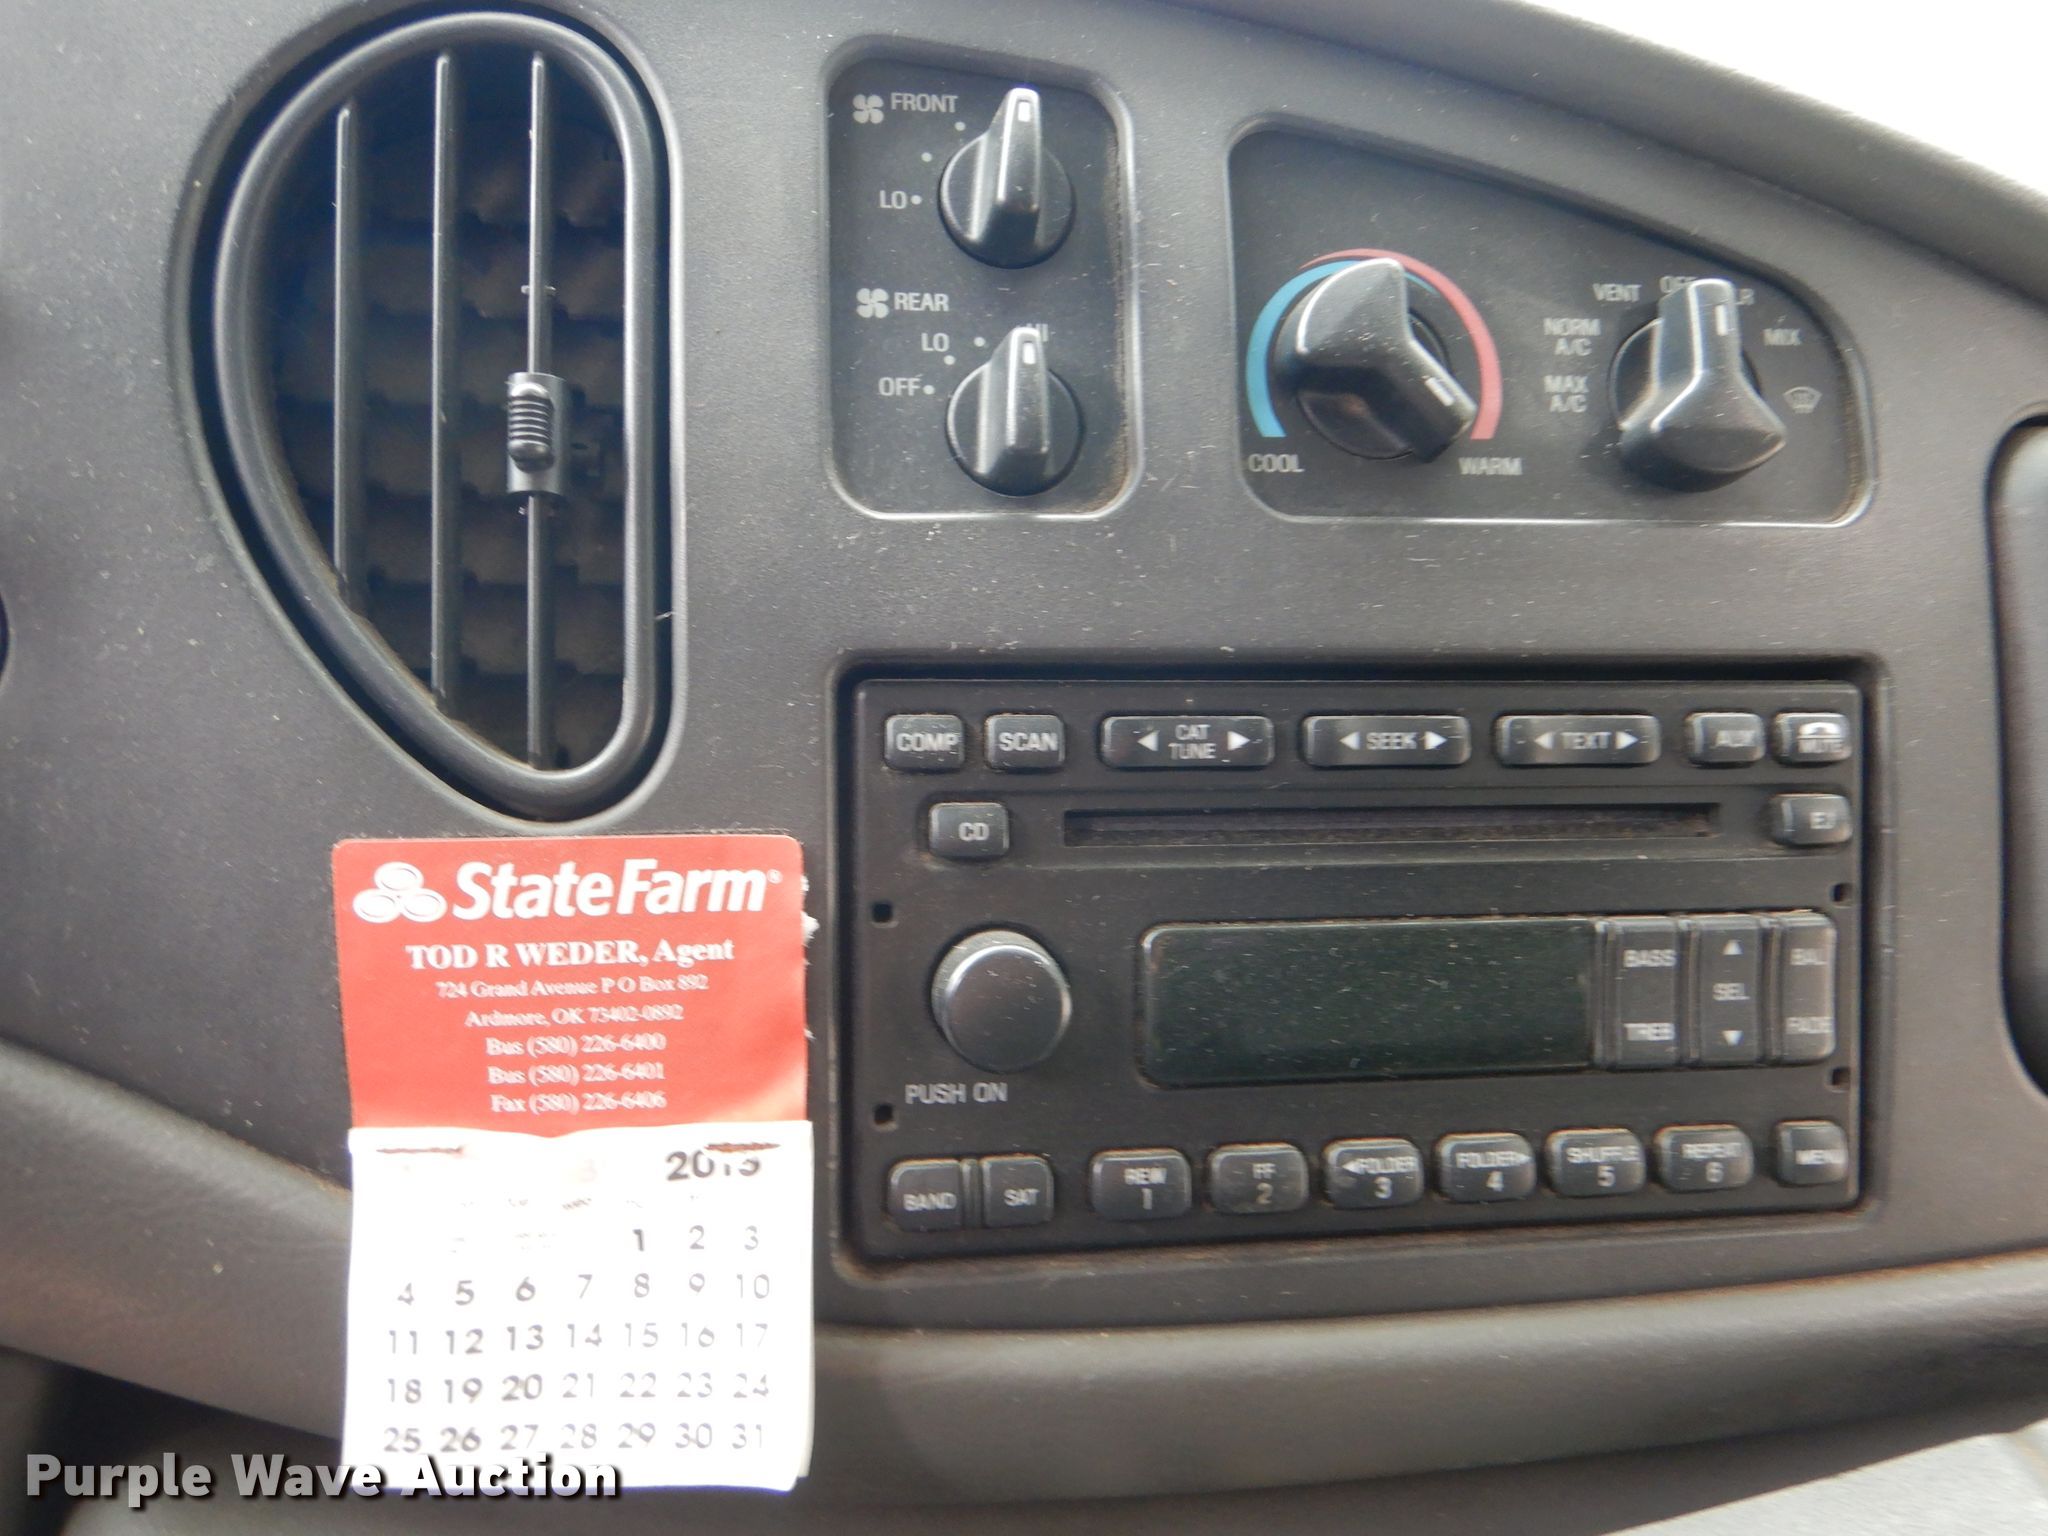 FRONT
LO
REAR
LO
HI
OFF
COOL
WARM
VENT
NORM
A/C
MAX
A/C
MIX
COMP
SCAN
CAT
TUNE
SEEK
TEXT
AUX
MUTE
CD
EJ
BASS
TREB
SEL
BAL
FADE
PUSH ON
BAND
SAT
REW
1
FF
2
FOLDER
3
FOLDER
4
SHUFFLE
5
REPEAT
6
MENU
StateFarm®
TOD R WEDER, Agent
724 Grand Avenue P O Box 892
Ardmore, OK 73402-0892
Bus (580) 226-6400
Bus (580) 226-6401
Fax (580) 226-6406
1 2 3
4 5 6 7 8 9 10
11 12 13 14 15 16 17
18 19 20 21 22 23 24
25 26 27 28 29 30 31
Purple Wave Auction